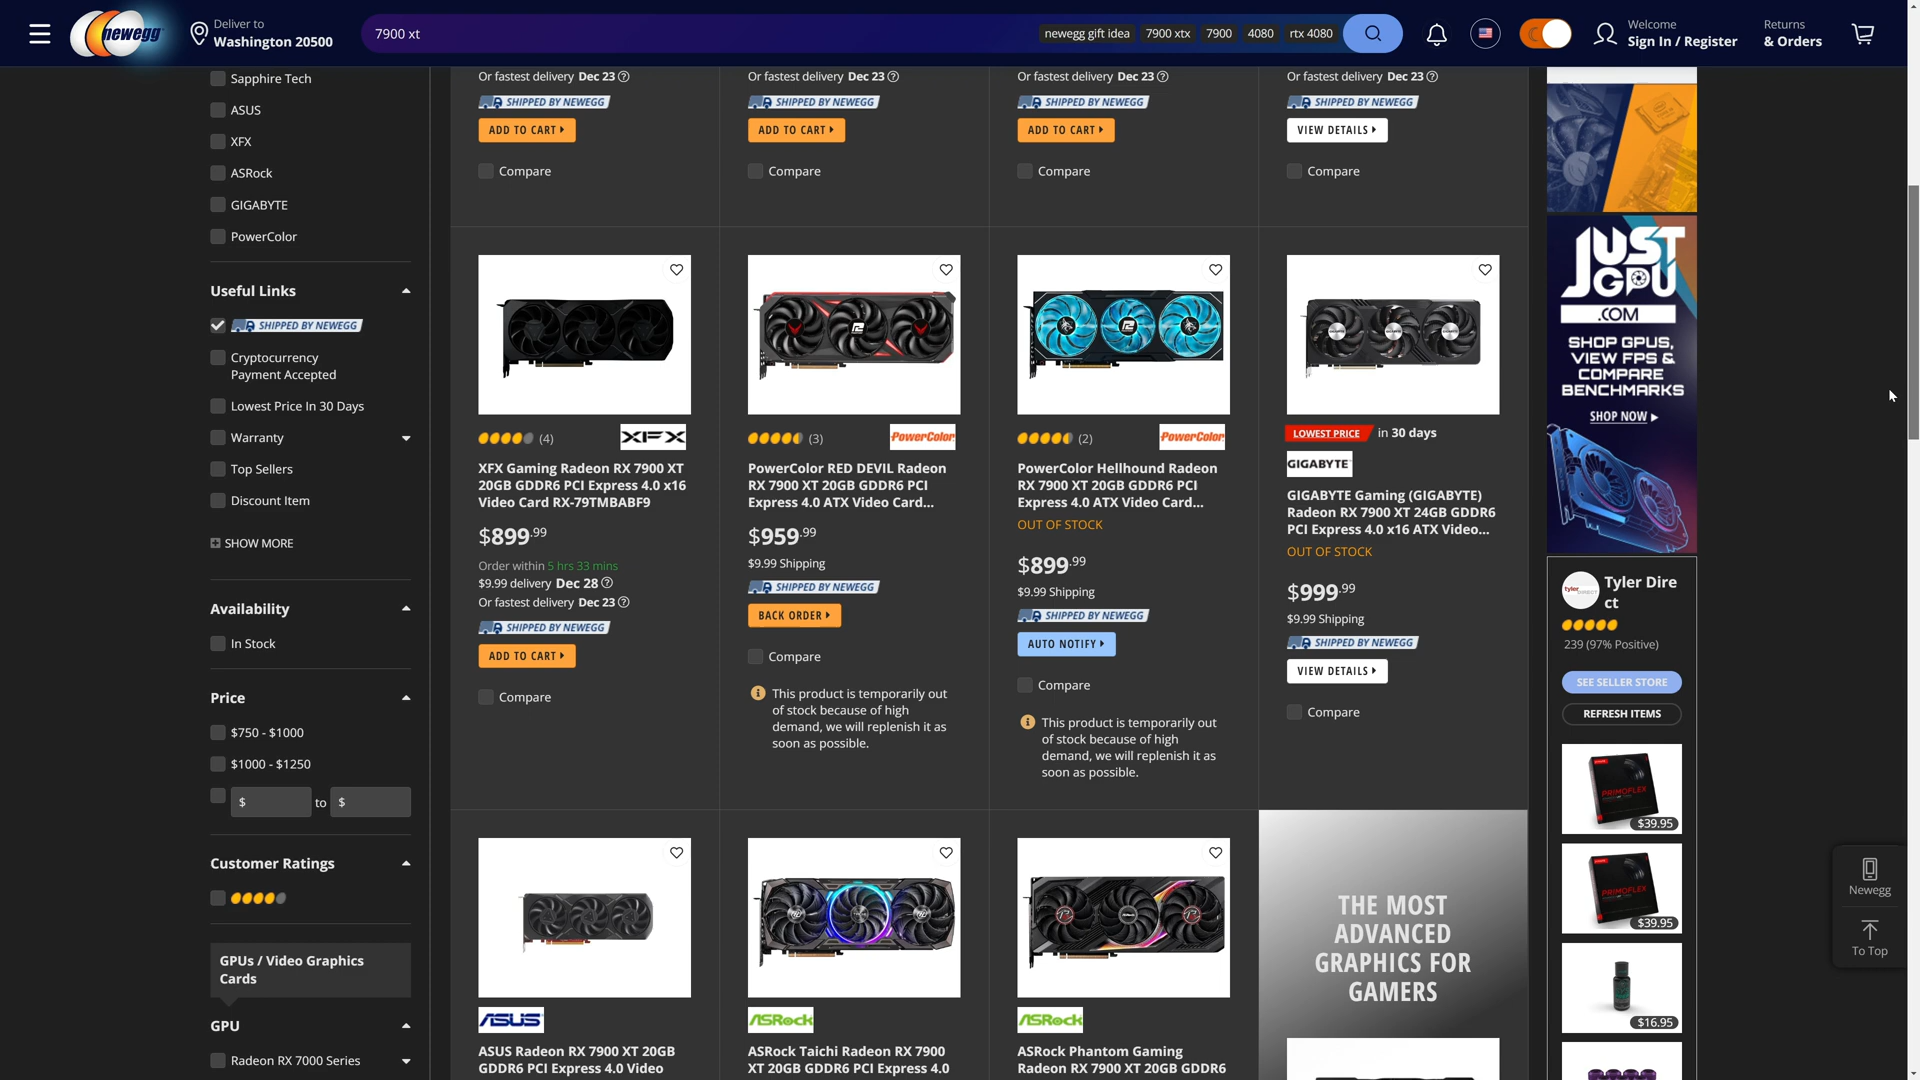 newegg
Deliver to
Washington 20500
7900 xt
newegg gift idea
7900 xtx
7900
4080
rtx 4080
Welcome
Sign In / Register
Returns
& Orders
Sapphire Tech
ASUS
XFX
ASRock
GIGABYTE
PowerColor
Useful Links
SHIPPED BY NEWEGG
Cryptocurrency
Payment Accepted
Lowest Price In 30 Days
Warranty
Top Sellers
Discount Item
SHOW MORE
Availability
In Stock
Price
$750 - $1000
$1000 - $1250
$ to $
Customer Ratings
GPUs / Video Graphics
Cards
GPU
Radeon RX 7000 Series
Or fastest delivery Dec 23
SHIPPED BY NEWEGG
ADD TO CART
Compare
Or fastest delivery Dec 23
SHIPPED BY NEWEGG
ADD TO CART
Compare
Or fastest delivery Dec 23
SHIPPED BY NEWEGG
ADD TO CART
Compare
Or fastest delivery Dec 23
SHIPPED BY NEWEGG
VIEW DETAILS
Compare
(4)
XFX
XFX Gaming Radeon RX 7900 XT
20GB GDDR6 PCI Express 4.0 x16
Video Card RX-79TMBABF9
$899.99
Order within 5 hrs 33 mins
$9.99 delivery Dec 28
Or fastest delivery Dec 23
SHIPPED BY NEWEGG
ADD TO CART
Compare
(3)
PowerColor
PowerColor RED DEVIL Radeon
RX 7900 XT 20GB GDDR6 PCI
Express 4.0 ATX Video Card...
$959.99
$9.99 Shipping
SHIPPED BY NEWEGG
BACK ORDER
Compare
This product is temporarily out
of stock because of high
demand, we will replenish it as
soon as possible.
(2)
PowerColor
PowerColor Hellhound Radeon
RX 7900 XT 20GB GDDR6 PCI
Express 4.0 ATX Video Card...
OUT OF STOCK
$899.99
$9.99 Shipping
SHIPPED BY NEWEGG
AUTO NOTIFY
Compare
This product is temporarily out
of stock because of high
demand, we will replenish it as
soon as possible.
LOWEST PRICE in 30 days
GIGABYTE
GIGABYTE Gaming (GIGABYTE)
Radeon RX 7900 XT 24GB GDDR6
PCI Express 4.0 x16 ATX Video...
OUT OF STOCK
$999.99
$9.99 Shipping
SHIPPED BY NEWEGG
VIEW DETAILS
Compare
ASUS
ASUS Radeon RX 7900 XT 20GB
GDDR6 PCI Express 4.0 Video
ASRock
ASRock Taichi Radeon RX 7900
XT 20GB GDDR6 PCI Express 4.0
ASRock
ASRock Phantom Gaming
Radeon RX 7900 XT 20GB GDDR6
THE MOST
ADVANCED
GRAPHICS FOR
GAMERS
JUST
GPU
.COM
SHOP GPUS,
VIEW FPS &
COMPARE
BENCHMARKS
SHOP NOW
Tyler Dire
ct
239 (97% Positive)
SEE SELLER STORE
REFRESH ITEMS
PRIMOFLEX
$39.95
PRIMOFLEX
$39.95
$16.95
Newegg
To Top